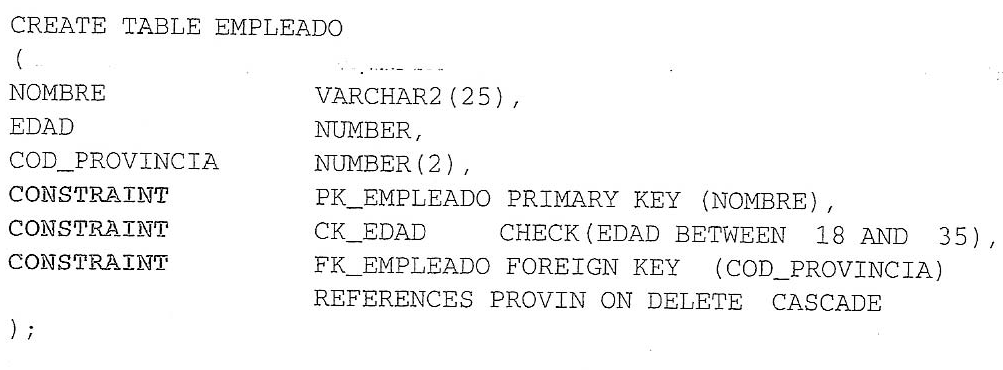 CREATE TABLE EMPLEADO
(
NOMBRE VARCHAR2(25),
EDAD NUMBER,
COD_PROVINCIA NUMBER(2),
CONSTRAINT PK_EMPLEADO PRIMARY KEY (NOMBRE),
CONSTRAINT CK_EDAD CHECK(EDAD BETWEEN 18 AND 35),
CONSTRAINT FK_EMPLEADO FOREIGN KEY (COD_PROVINCIA)
REFERENCES PROVIN ON DELETE CASCADE
);